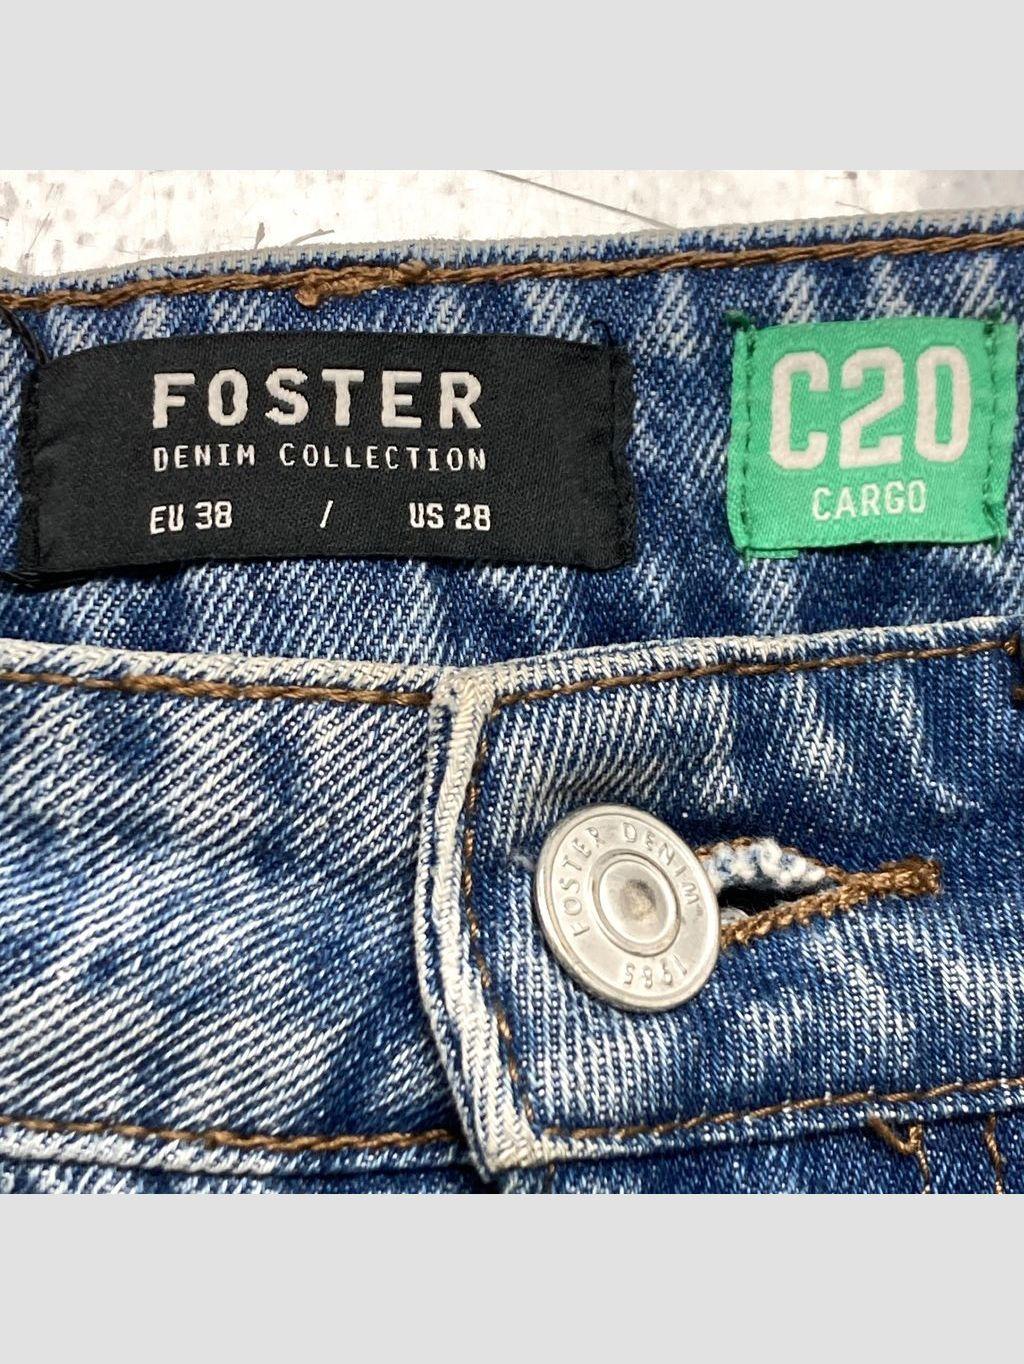 FOSTER
DENIM COLLECTION
EU 38 / US 28
C20
CARGO
FOSTER DENIM
1985